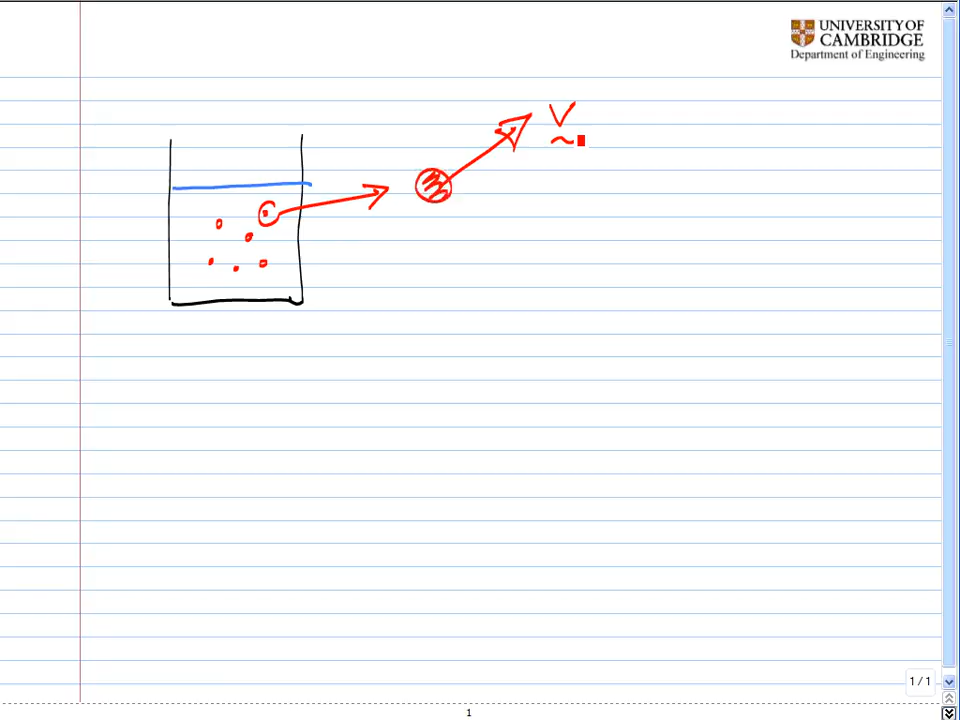 UNIVERSITY OF
CAMBRIDGE
Department of Engineering
V
~
1 / 1
1